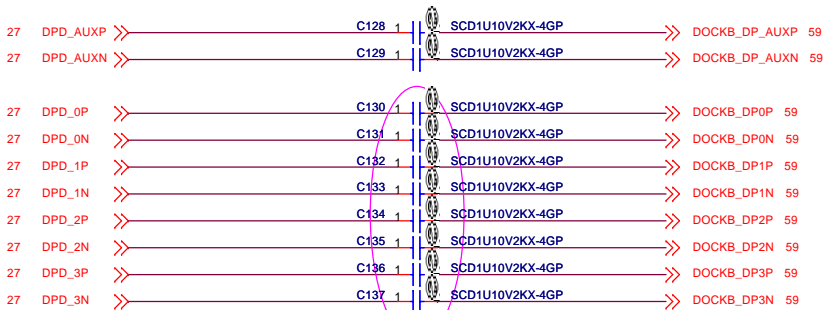 27 DPD_AUXP C128 1 SCD1U10V2KX-4GP DOCKB_DP_AUXP 59
27 DPD_AUXN C129 1 SCD1U10V2KX-4GP DOCKB_DP_AUXN 59
27 DPD_0P C130 1 SCD1U10V2KX-4GP DOCKB_DP0P 59
27 DPD_0N C131 1 SCD1U10V2KX-4GP DOCKB_DP0N 59
27 DPD_1P C132 1 SCD1U10V2KX-4GP DOCKB_DP1P 59
27 DPD_1N C133 1 SCD1U10V2KX-4GP DOCKB_DP1N 59
27 DPD_2P C134 1 SCD1U10V2KX-4GP DOCKB_DP2P 59
27 DPD_2N C135 1 SCD1U10V2KX-4GP DOCKB_DP2N 59
27 DPD_3P C136 1 SCD1U10V2KX-4GP DOCKB_DP3P 59
27 DPD_3N C137 1 SCD1U10V2KX-4GP DOCKB_DP3N 59